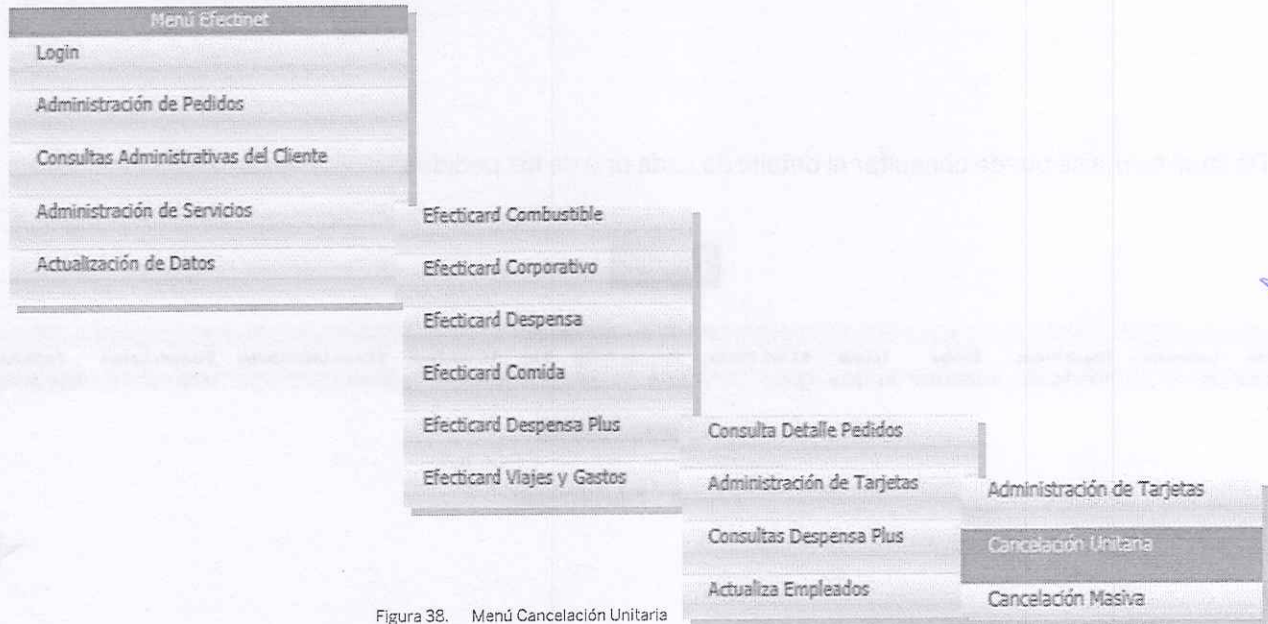 Menú Efectinet
Login
Administración de Pedidos
Consultas Administrativas del Cliente
Administración de Servicios
Actualización de Datos
Efecticard Combustible
Efecticard Corporativo
Efecticard Despensa
Efecticard Comida
Efecticard Despensa Plus
Efecticard Viajes y Gastos
Consulta Detalle Pedidos
Administración de Tarjetas
Consultas Despensa Plus
Actualiza Empleados
Administración de Tarjetas
Cancelación Unitaria
Cancelación Masiva
Figura 38. Menú Cancelación Unitaria